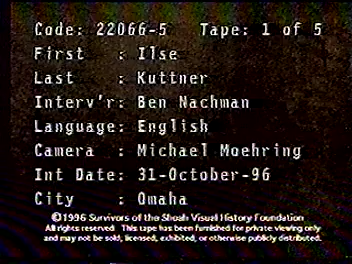 Code: 22066-5 Tape: 1 of 5
First : Ilse
Last : Kuttner
Interv'r: Ben Nachman
Language: English
Camera : Michael Moehring
Int Date: 31-October-96
City : Omaha
©1996 Survivors of the Shoah Visual History Foundation
All rights reserved This tape has been furnished for private viewing only
and may not be sold, licensed, exhibited, or otherwise publicly distributed.